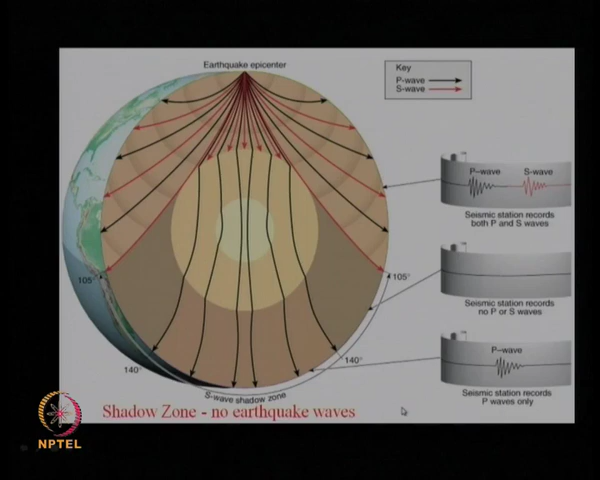 Earthquake epicenter
Key
P-wave
S-wave
P–wave
S-wave
Seismic station records
both P and S waves
105°
105°
Seismic station records
no P or S waves
140°
140°
P-wave
Seismic station records
P waves only
S-wave shadow zone
Shadow Zone - no earthquake waves
NPTEL